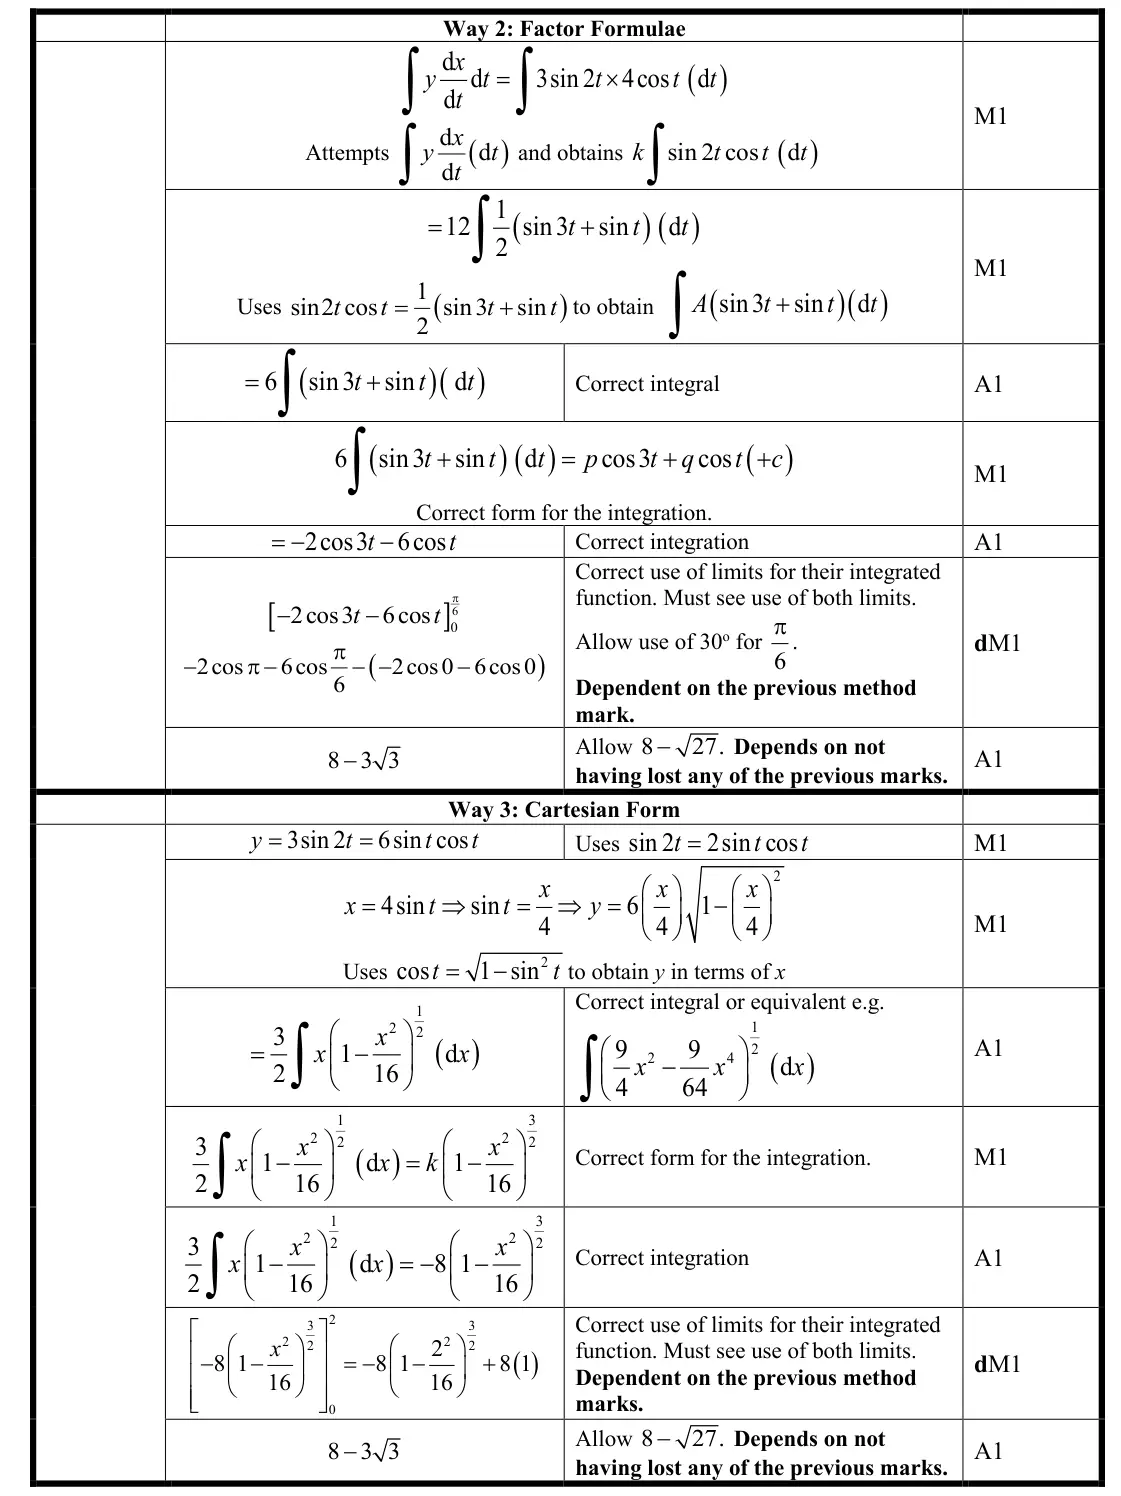 Way 2: Factor Formulae
∫ y dx/dt dt = ∫ 3sin 2t × 4cos t (dt)
Attempts ∫ y dx/dt (dt) and obtains k ∫ sin 2t cos t (dt)
M1
= 12 ∫ 1/2 (sin 3t + sin t) (dt)
Uses sin 2t cos t = 1/2 (sin 3t + sin t) to obtain ∫ A(sin 3t + sin t)(dt)
M1
= 6 ∫ (sin 3t + sin t)( dt)
Correct integral
A1
6 ∫ (sin 3t + sin t) (dt) = p cos 3t + q cos t (+c)
Correct form for the integration.
M1
= −2 cos 3t − 6 cos t
Correct integration
A1
[−2 cos 3t − 6 cos t]₀^(π/6)
−2 cos π − 6 cos π/6 − (−2 cos 0 − 6 cos 0)
Correct use of limits for their integrated
function. Must see use of both limits.
Allow use of 30° for π/6.
Dependent on the previous method
mark.
dM1
8 − 3√3
Allow 8 − √27. Depends on not
having lost any of the previous marks.
A1
Way 3: Cartesian Form
y = 3sin 2t = 6sin t cos t
Uses sin 2t = 2sin t cos t
M1
x = 4sin t ⇒ sin t = x/4 ⇒ y = 6(x/4)√(1 − (x/4)²)
Uses cos t = √(1 − sin² t) to obtain y in terms of x
M1
= 3/2 ∫ x(1 − x²/16)^(1/2) (dx)
Correct integral or equivalent e.g.
∫ (9/4 x² − 9/64 x⁴)^(1/2) (dx)
A1
3/2 ∫ x(1 − x²/16)^(1/2) (dx) = k(1 − x²/16)^(3/2)
Correct form for the integration.
M1
3/2 ∫ x(1 − x²/16)^(1/2) (dx) = −8(1 − x²/16)^(3/2)
Correct integration
A1
[−8(1 − x²/16)^(3/2)]₀² = −8(1 − 2²/16)^(3/2) + 8(1)
Correct use of limits for their integrated
function. Must see use of both limits.
Dependent on the previous method
marks.
dM1
8 − 3√3
Allow 8 − √27. Depends on not
having lost any of the previous marks.
A1